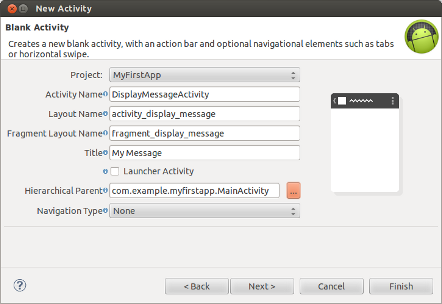 New Activity
Blank Activity
Creates a new blank activity, with an action bar and optional navigational elements such as tabs
or horizontal swipe.
Project: MyFirstApp
Activity Name DisplayMessageActivity
Layout Name activity_display_message
Fragment Layout Name fragment_display_message
Title My Message
Launcher Activity
Hierarchical Parent com.example.myfirstapp.MainActivity ...
Navigation Type None
? < Back Next > Cancel Finish